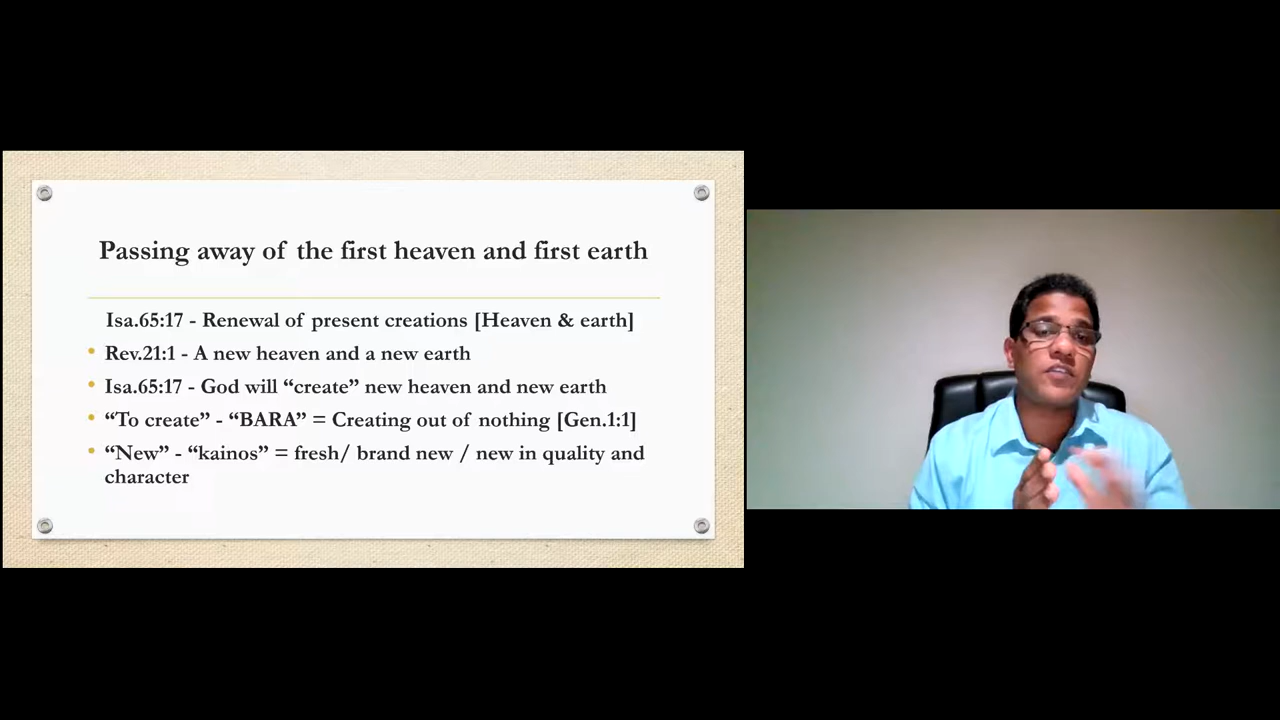 Passing away of the first heaven and first earth
Isa.65:17 - Renewal of present creations [Heaven & earth]
• Rev.21:1 - A new heaven and a new earth
• Isa.65:17 - God will “create” new heaven and new earth
• “To create” - “BARA” = Creating out of nothing [Gen.1:1]
• “New” - “kainos” = fresh/ brand new / new in quality and
character